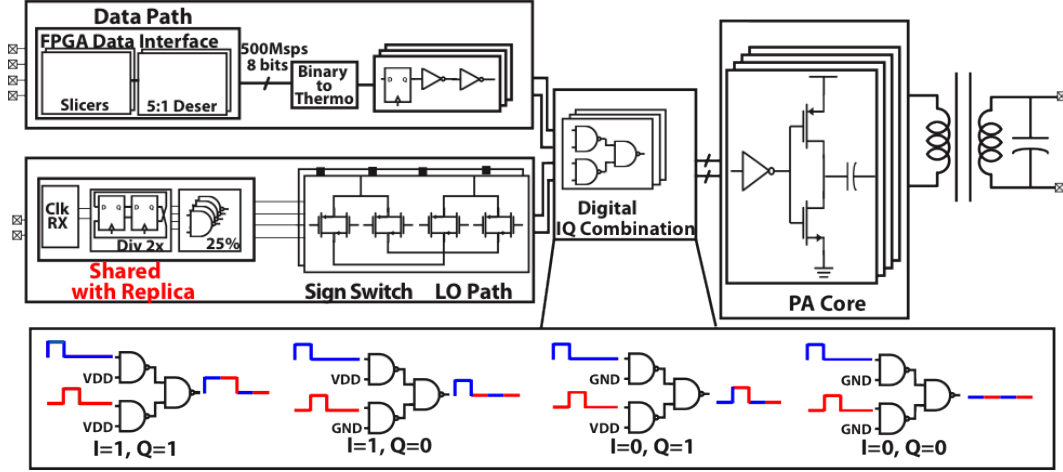 Data Path
FPGA Data Interface
Slicers
5:1 Deser
500Msps
8 bits
Binary
to
Thermo
D Q
Clk
RX
D Q
D Q
Div 2x
25%
Shared
with Replica
Sign Switch
LO Path
Digital
IQ Combination
PA Core
VDD
VDD
I=1, Q=1
VDD
GND
I=1, Q=0
GND
VDD
I=0, Q=1
GND
GND
I=0, Q=0